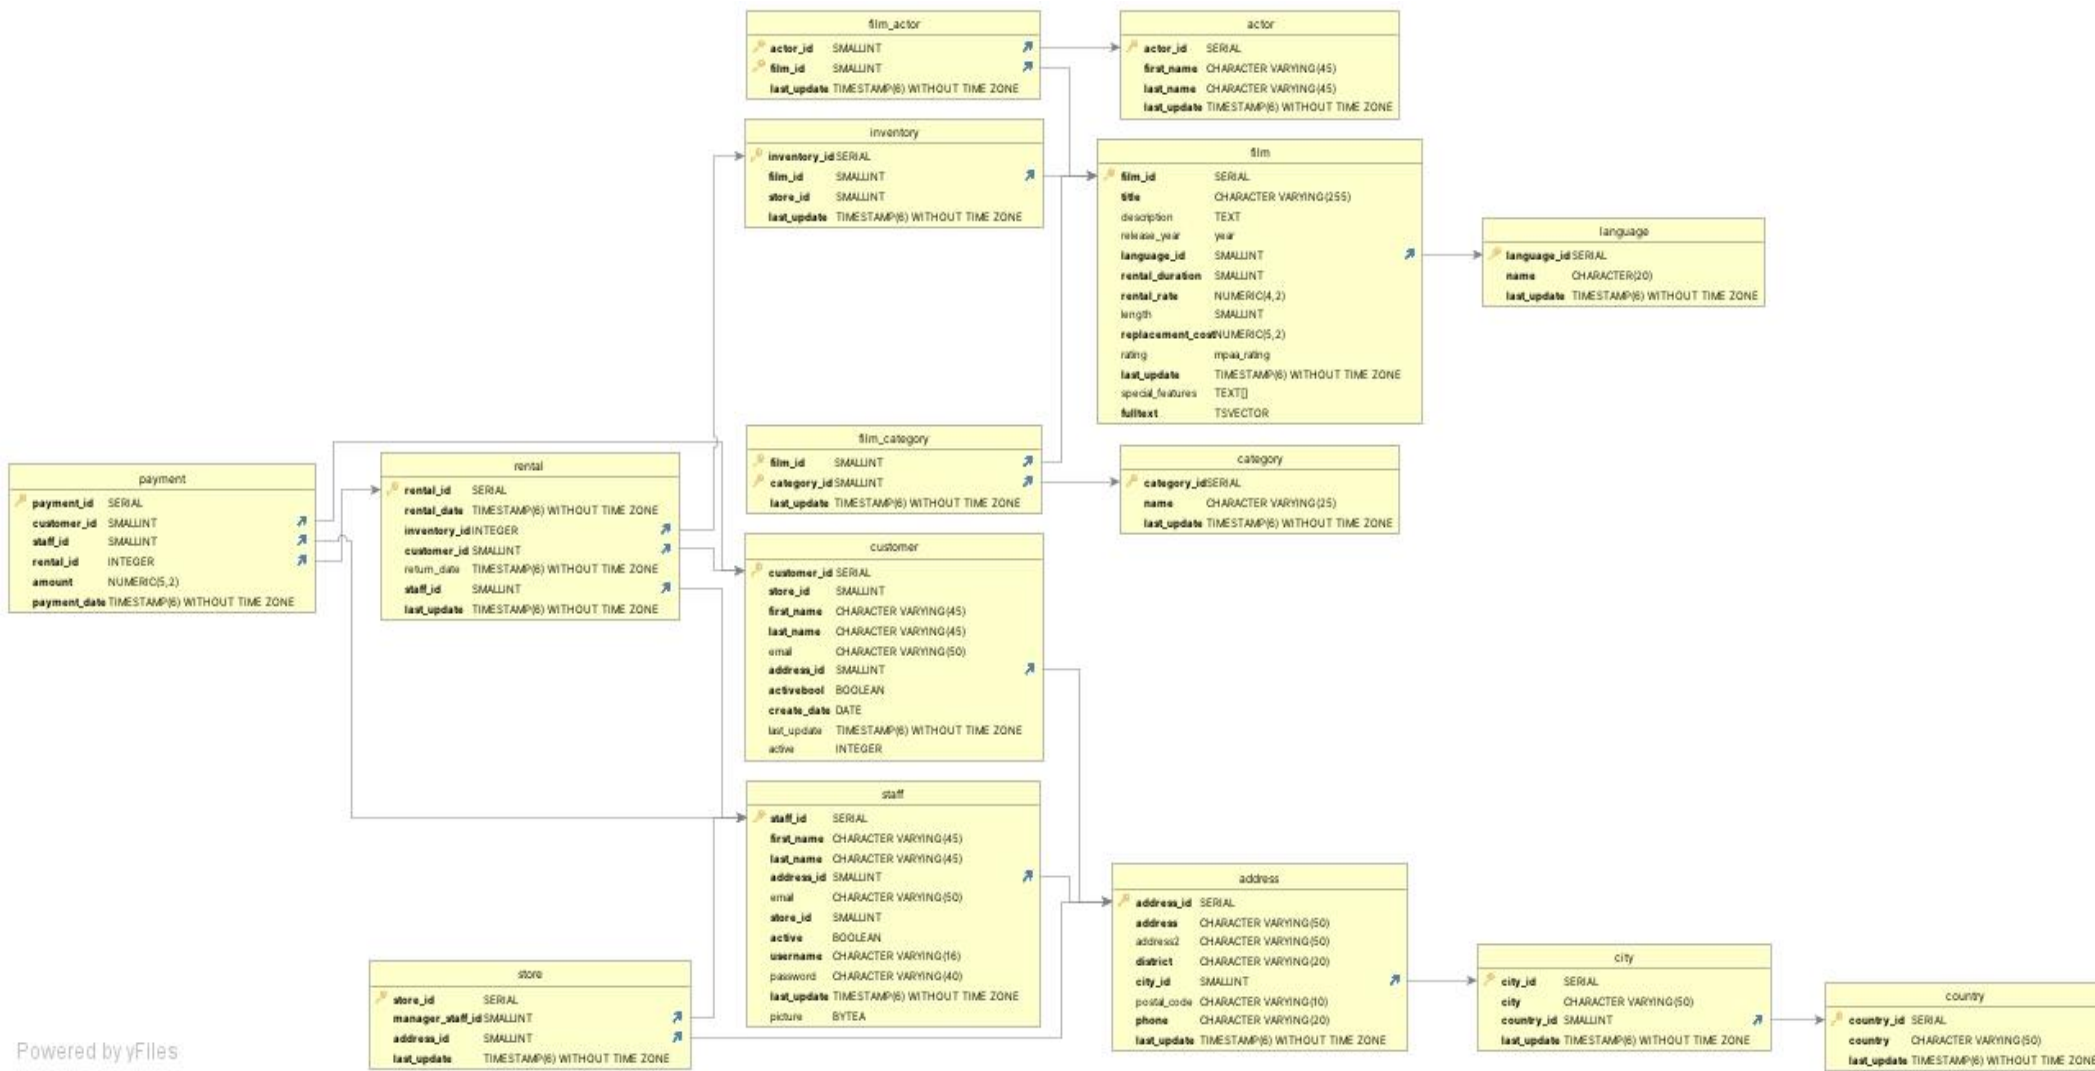 film_actor
actor_id SMALLINT
film_id SMALLINT
last_update TIMESTAMP(6) WITHOUT TIME ZONE
actor
actor_id SERIAL
first_name CHARACTER VARYING(45)
last_name CHARACTER VARYING(45)
last_update TIMESTAMP(6) WITHOUT TIME ZONE
inventory
inventory_id SERIAL
film_id SMALLINT
store_id SMALLINT
last_update TIMESTAMP(6) WITHOUT TIME ZONE
film
film_id SERIAL
title CHARACTER VARYING(255)
description TEXT
release_year year
language_id SMALLINT
rental_duration SMALLINT
rental_rate NUMERIC(4,2)
length SMALLINT
replacement_cost NUMERIC(5,2)
rating mpaa_rating
last_update TIMESTAMP(6) WITHOUT TIME ZONE
special_features TEXT[]
fulltext TSVECTOR
language
language_id SERIAL
name CHARACTER(20)
last_update TIMESTAMP(6) WITHOUT TIME ZONE
payment
payment_id SERIAL
customer_id SMALLINT
staff_id SMALLINT
rental_id INTEGER
amount NUMERIC(5,2)
payment_date TIMESTAMP(6) WITHOUT TIME ZONE
rental
rental_id SERIAL
rental_date TIMESTAMP(6) WITHOUT TIME ZONE
inventory_id INTEGER
customer_id SMALLINT
return_date TIMESTAMP(6) WITHOUT TIME ZONE
staff_id SMALLINT
last_update TIMESTAMP(6) WITHOUT TIME ZONE
film_category
film_id SMALLINT
category_id SMALLINT
last_update TIMESTAMP(6) WITHOUT TIME ZONE
category
category_id SERIAL
name CHARACTER VARYING(25)
last_update TIMESTAMP(6) WITHOUT TIME ZONE
customer
customer_id SERIAL
store_id SMALLINT
first_name CHARACTER VARYING(45)
last_name CHARACTER VARYING(45)
email CHARACTER VARYING(50)
address_id SMALLINT
activebool BOOLEAN
create_date DATE
last_update TIMESTAMP(6) WITHOUT TIME ZONE
active INTEGER
staff
staff_id SERIAL
first_name CHARACTER VARYING(45)
last_name CHARACTER VARYING(45)
address_id SMALLINT
email CHARACTER VARYING(50)
store_id SMALLINT
active BOOLEAN
username CHARACTER VARYING(16)
password CHARACTER VARYING(40)
last_update TIMESTAMP(6) WITHOUT TIME ZONE
picture BYTEA
store
store_id SERIAL
manager_staff_id SMALLINT
address_id SMALLINT
last_update TIMESTAMP(6) WITHOUT TIME ZONE
address
address_id SERIAL
address CHARACTER VARYING(50)
address2 CHARACTER VARYING(50)
district CHARACTER VARYING(20)
city_id SMALLINT
postal_code CHARACTER VARYING(10)
phone CHARACTER VARYING(20)
last_update TIMESTAMP(6) WITHOUT TIME ZONE
city
city_id SERIAL
city CHARACTER VARYING(50)
country_id SMALLINT
last_update TIMESTAMP(6) WITHOUT TIME ZONE
country
country_id SERIAL
country CHARACTER VARYING(50)
last_update TIMESTAMP(6) WITHOUT TIME ZONE
Powered by yFiles